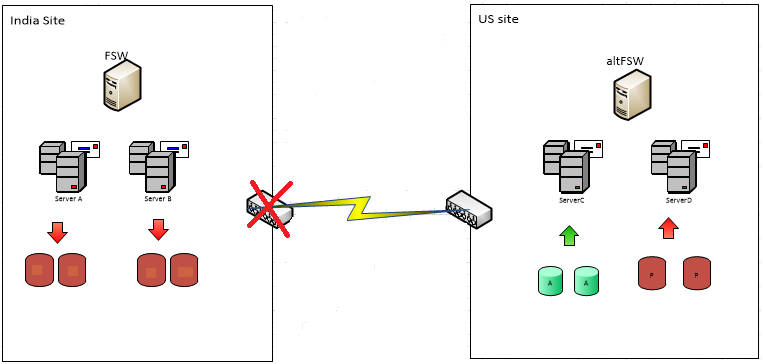 India Site
US site
FSW
altFSW
Server A
Server B
ServerC
ServerD
A
A
P
P